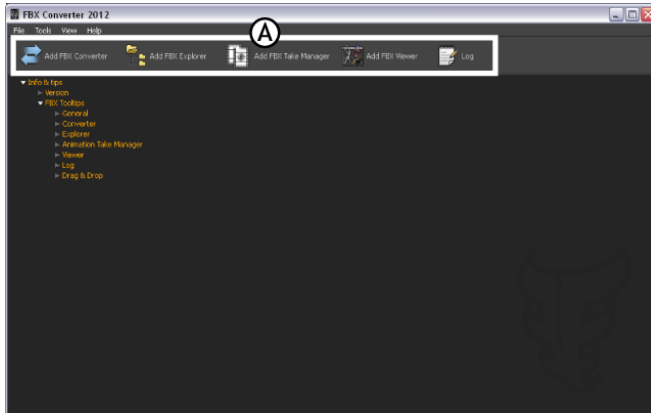 FBX Converter 2012
File Tools View Help
A
Add FBX Converter Add FBX Explorer Add FBX Take Manager Add FBX Viewer Log
Info & tips
Version
FBX Tooltips
General
Converter
Explorer
Animation Take Manager
Viewer
Log
Drag & Drop